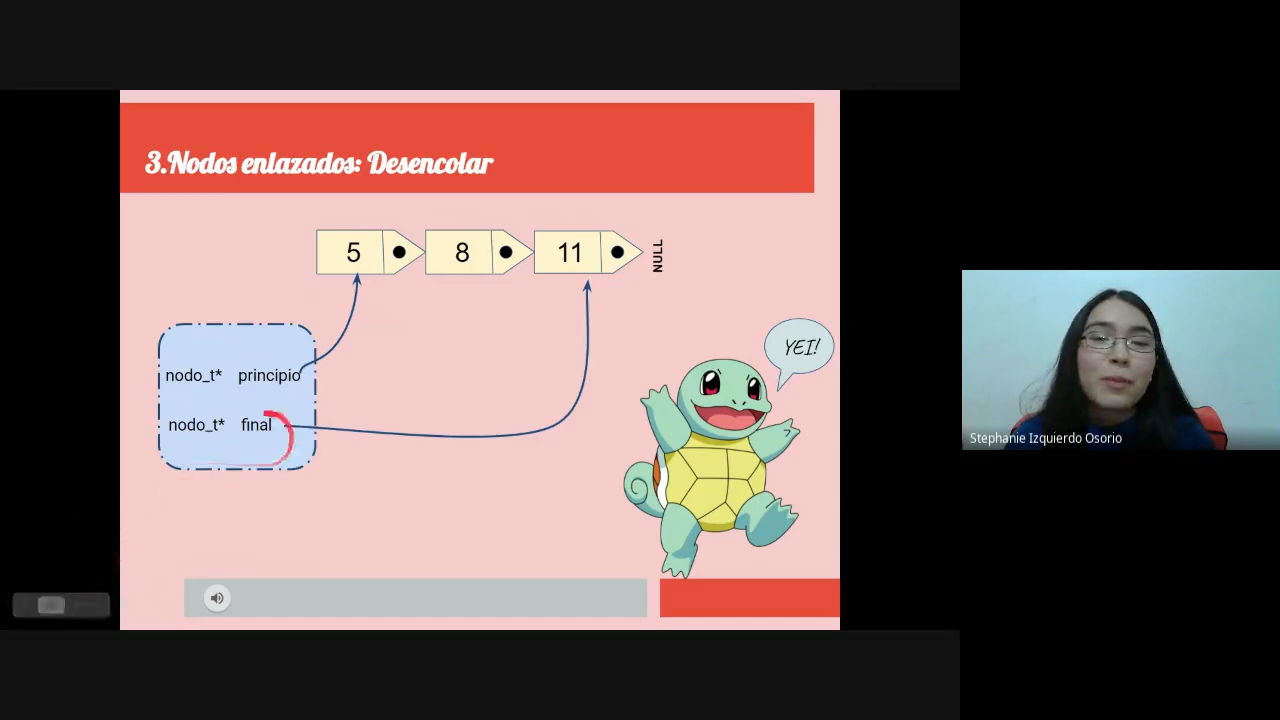 3.Nodos enlazados: Desencolar
5 8 11 NULL
nodo_t* principio
nodo_t* final
YEI!
Stephanie Izquierdo Osorio